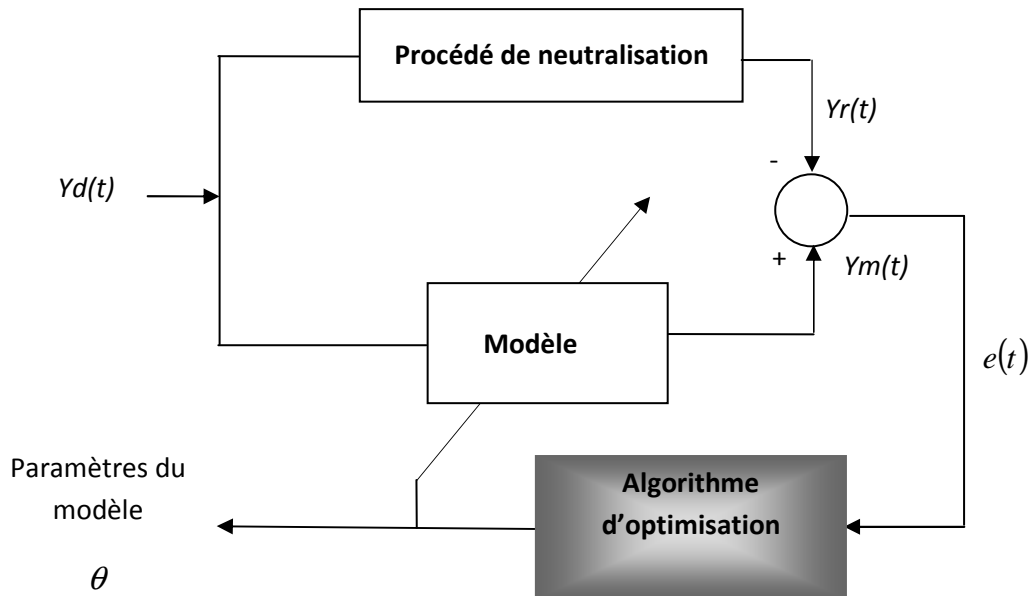 Procédé de neutralisation
Yr(t)
-
Yd(t)
+
Ym(t)
Modèle
e(t)
Paramètres du
modèle
θ
Algorithme
d’optimisation